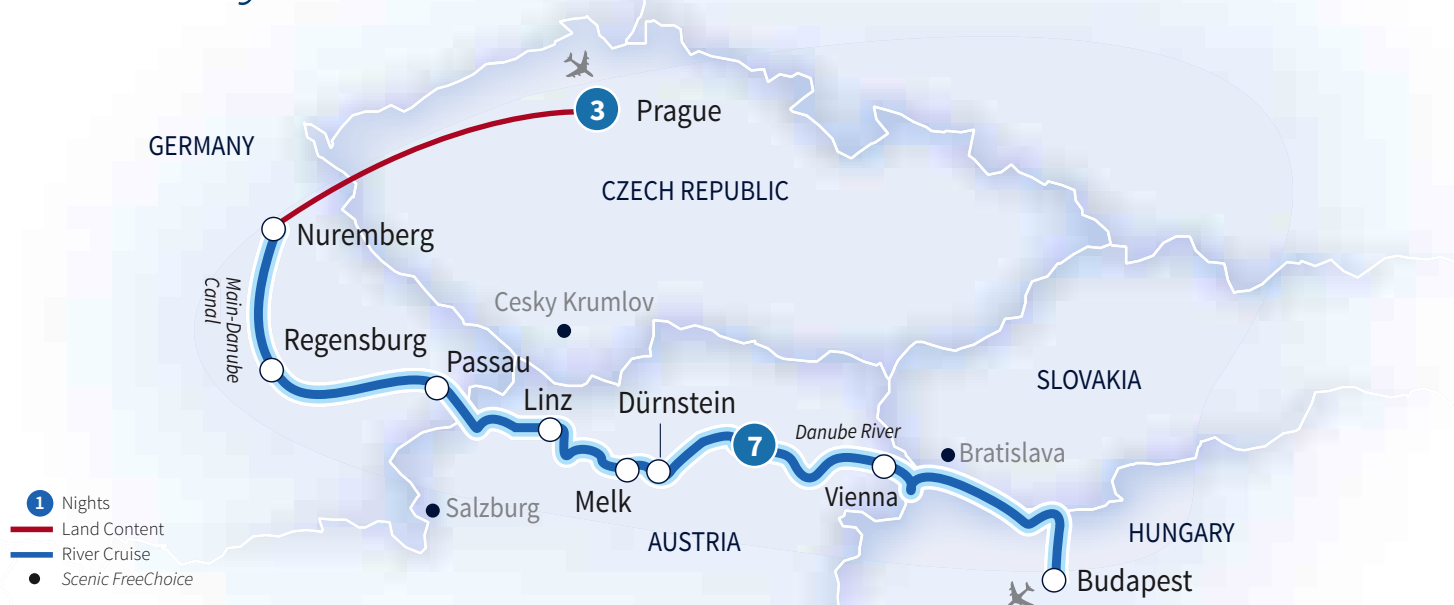 3
Prague
GERMANY
CZECH REPUBLIC
Nuremberg
Main-Danube
Canal
Cesky Krumlov
Regensburg
Passau
SLOVAKIA
Linz
Dürnstein
7
Danube River
Bratislava
Vienna
Melk
Salzburg
AUSTRIA
HUNGARY
Budapest
1 Nights
Land Content
River Cruise
Scenic FreeChoice